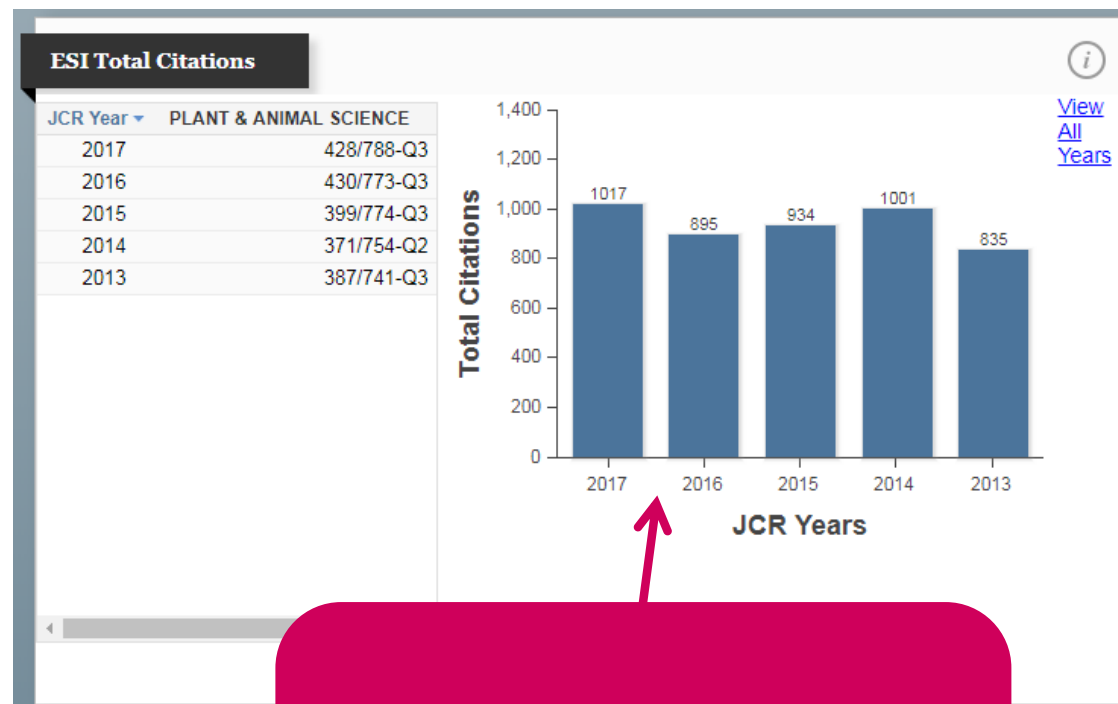 ESI Total Citations
i
JCR Year PLANT & ANIMAL SCIENCE
2017 428/788-Q3
2016 430/773-Q3
2015 399/774-Q3
2014 371/754-Q2
2013 387/741-Q3
View
All
Years
Total Citations
1,400
1,200
1,000
800
600
400
200
0
1017
895
934
1001
835
2017 2016 2015 2014 2013
JCR Years